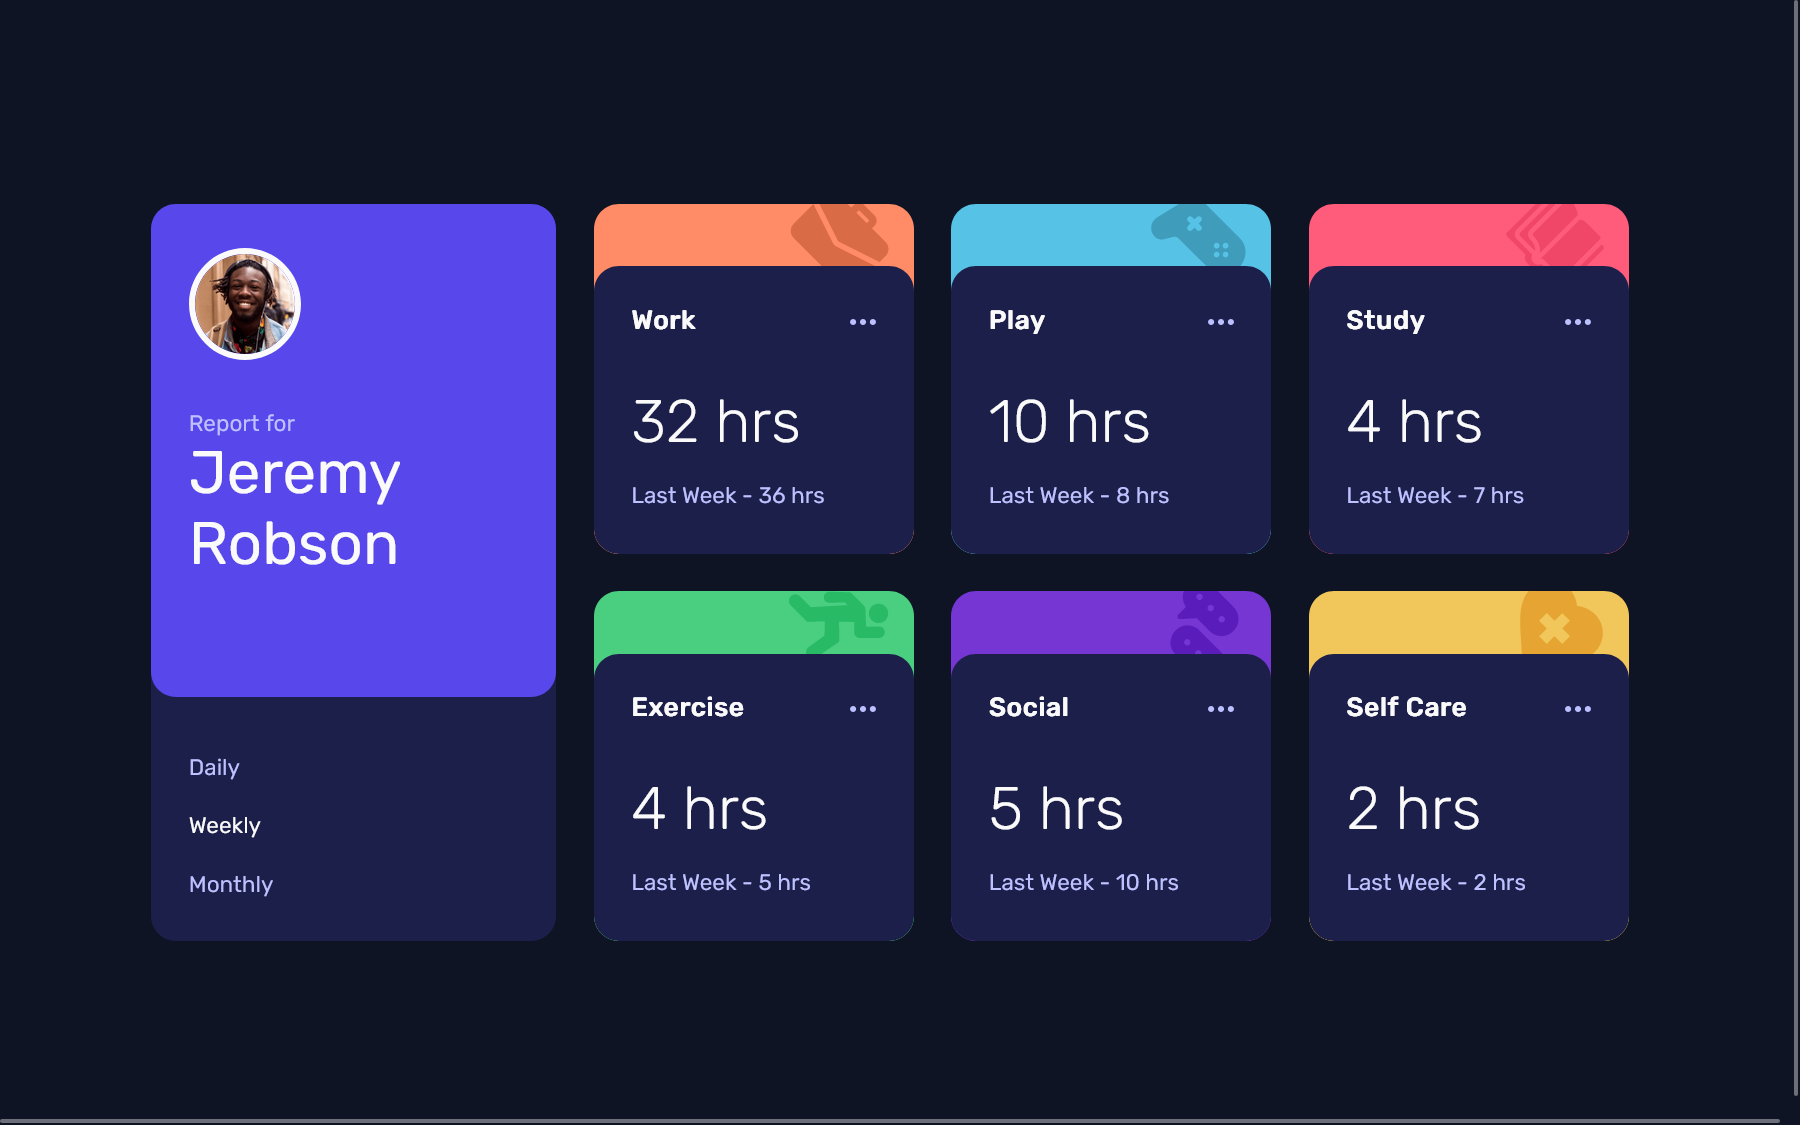 Report for
Jeremy
Robson
Daily
Weekly
Monthly
Work
32 hrs
Last Week - 36 hrs
Play
10 hrs
Last Week - 8 hrs
Study
4 hrs
Last Week - 7 hrs
Exercise
4 hrs
Last Week - 5 hrs
Social
5 hrs
Last Week - 10 hrs
Self Care
2 hrs
Last Week - 2 hrs